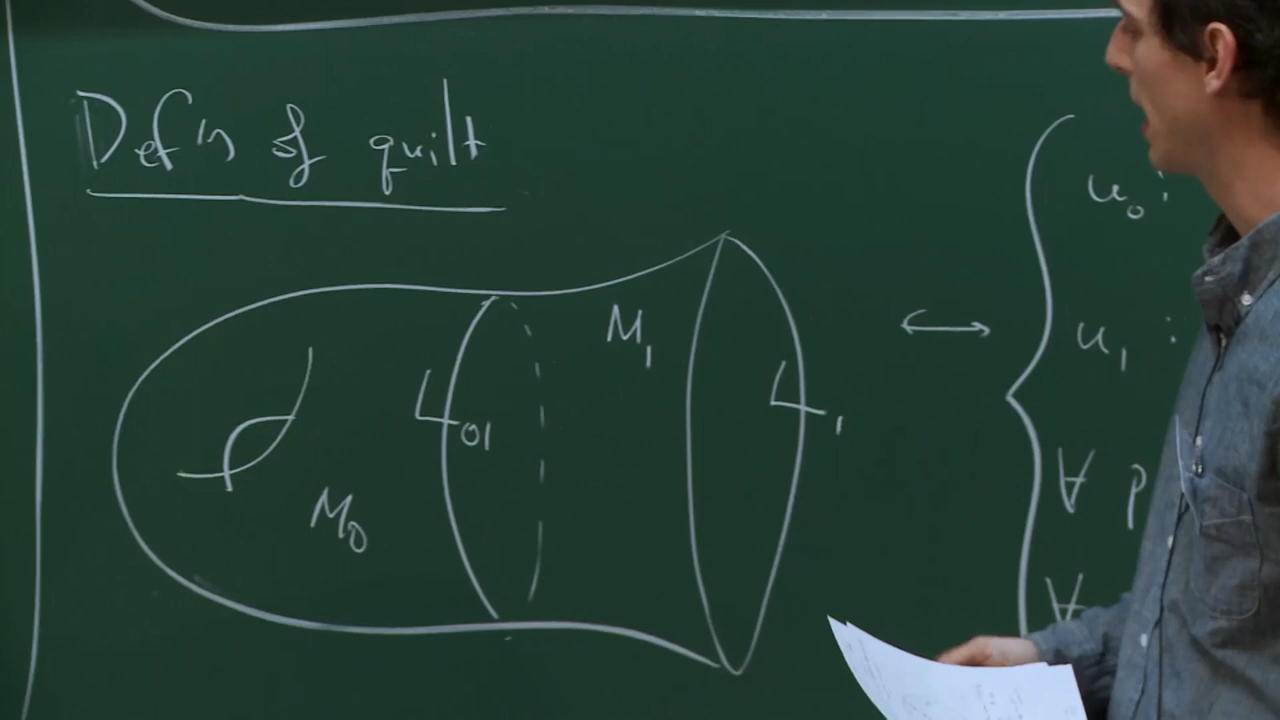 Def'n of quilt
M₀
L₀₁
M₁
L₁
↔
u₀ :
u₁ :
∀ p
∀